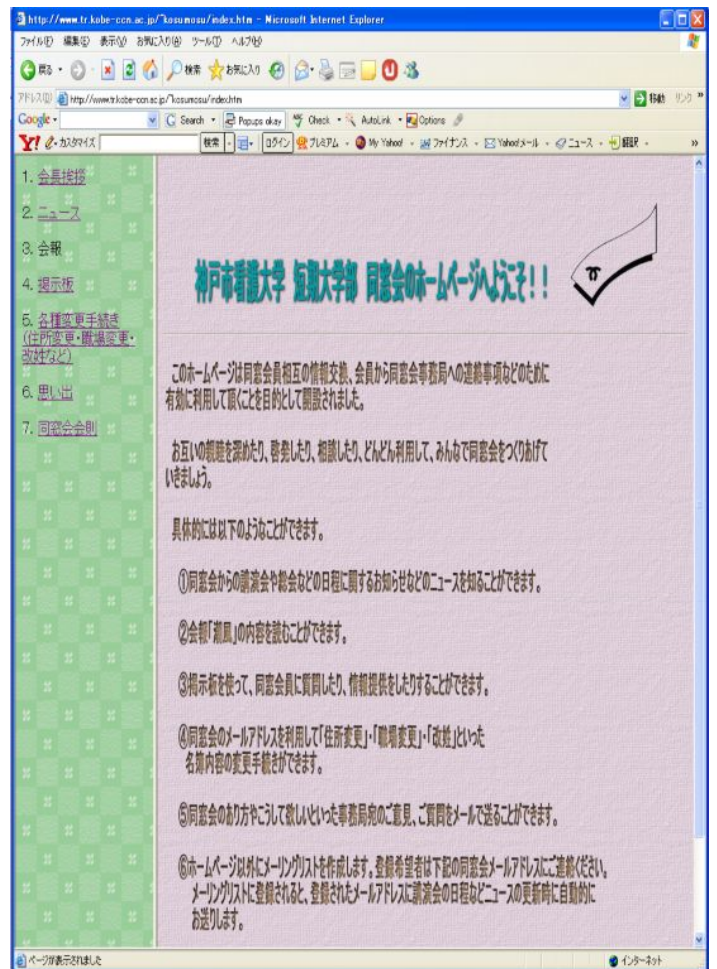 http://www.tr.kobe-ccn.ac.jp/~kosumosu/index.htm - Microsoft Internet Explorer
ファイル(F) 編集(E) 表示(V) お気に入り(A) ツール(T) ヘルプ(H)
戻る 検索 お気に入り
アドレス(D) http://www.tr.kobe-ccn.ac.jp/~kosumosu/index.htm 移動 リンク »
Google Search Popups okay Check AutoLink Options
Y! カスタマイズ 検索 ログイン プレミアム My Yahoo! ファイナンス Yahoo!メール ニュース 翻訳 »
1. 会長挨拶
2. ニュース
3. 会報
4. 掲示板
5. 各種変更手続き
(住所変更・職場変更・
改姓など)
6. 思い出
7. 同窓会会則
神戸市看護大学 短期大学部 同窓会のホームページへようこそ！！
このホームページは同窓会員相互の情報交換、会員から同窓会事務局への連絡事項などのために
有効に利用して頂くことを目的として開設されました。
お互いの親睦を深めたり、啓発したり、相談したり、どんどん利用して、みんなで同窓会をつくりあげて
いきましょう。
具体的には以下のようなことができます。
①同窓会からの講演会や総会などの日程に関するお知らせなどのニュースを知ることができます。
②会報「潮風」の内容を読むことができます。
③掲示板を使って、同窓会員に質問したり、情報提供をしたりすることができます。
④同窓会のメールアドレスを利用して「住所変更」・「職場変更」・「改姓」といった
名簿内容の変更手続きができます。
⑤同窓会のあり方やこうして欲しいといった事務局宛のご意見、ご質問をメールで送ることができます。
⑥ホームページ以外にメーリングリストを作成します。登録希望者は下記の同窓会メールアドレスにご連絡ください。
メーリングリストに登録されると、登録されたメールアドレスに講演会の日程などニュースの更新時に自動的に
お送りします。
ページが表示されました インターネット